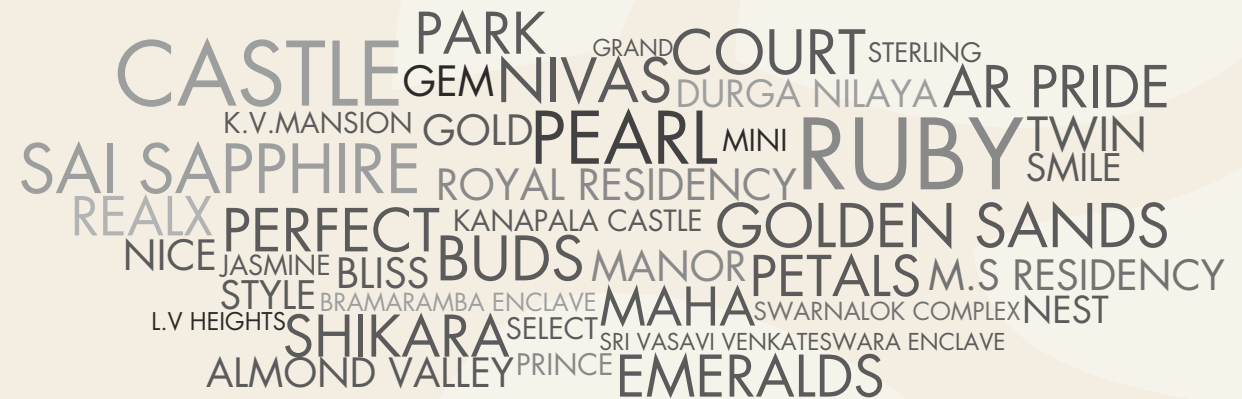 PARK
GRAND
COURT
STERLING
CASTLE
GEM
NIVAS
DURGA NILAYA
AR PRIDE
K.V.MANSION
GOLD
PEARL
MINI
RUBY
TWIN
SMILE
SAI SAPPHIRE
ROYAL RESIDENCY
REALX
PERFECT
KANAPALA CASTLE
GOLDEN SANDS
NICE
JASMINE
BLISS
BUDS
MANOR
PETALS
M.S RESIDENCY
STYLE
BRAMARAMBA ENCLAVE
MAHA
SWARNALOK COMPLEX
NEST
L.V HEIGHTS
SHIKARA
SELECT
SRI VASAVI VENKATESWARA ENCLAVE
ALMOND VALLEY
PRINCE
EMERALDS